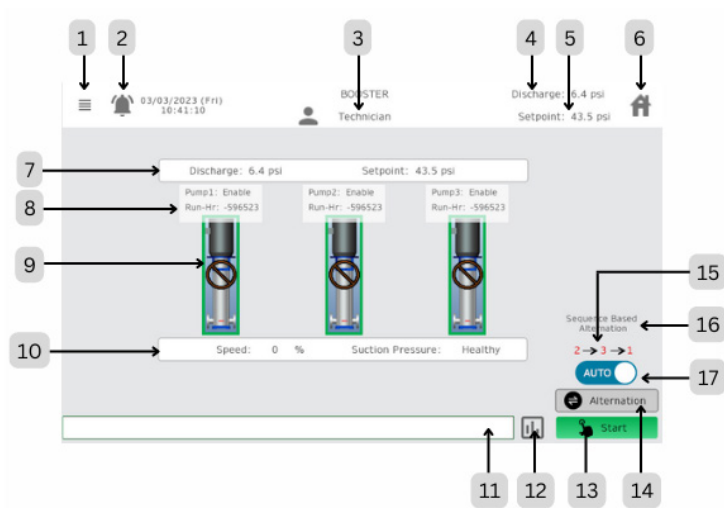 1 2 3 4 5 6
BOOSTER
03/03/2023 (Fri)
10:41:10
Technician
Discharge: 6.4 psi
Setpoint: 43.5 psi
7
Discharge: 6.4 psi Setpoint: 43.5 psi
8
Pump1: Enable Pump2: Enable Pump3: Enable
Run-Hr: -596523 Run-Hr: -596523 Run-Hr: -596523
9
15
16
Sequence Based
Alternation
10
Speed: 0 % Suction Pressure: Healthy
2→3→1
AUTO
17
Alternation
Start
11 12 13 14